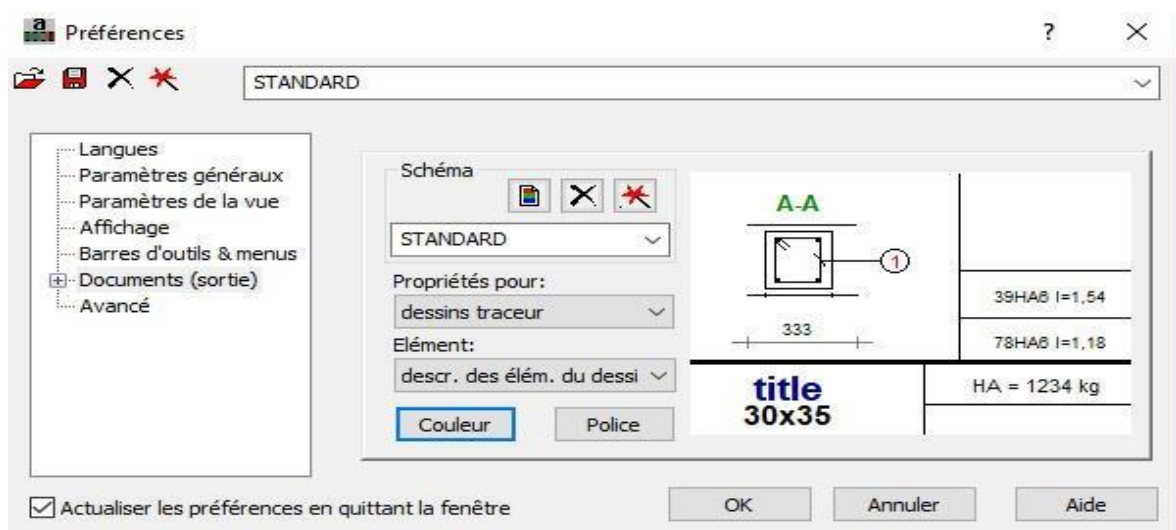 Préférences
?
STANDARD
Langues
Paramètres généraux
Paramètres de la vue
Affichage
Barres d'outils & menus
Documents (sortie)
Avancé
Schéma
STANDARD
Propriétés pour:
dessins traceur
Elément:
descr. des élém. du dessi
Couleur
Police
A-A
1
333
39HA6 l=1,54
78HA6 l=1,18
title
30x35
HA = 1234 kg
Actualiser les préférences en quittant la fenêtre
OK
Annuler
Aide